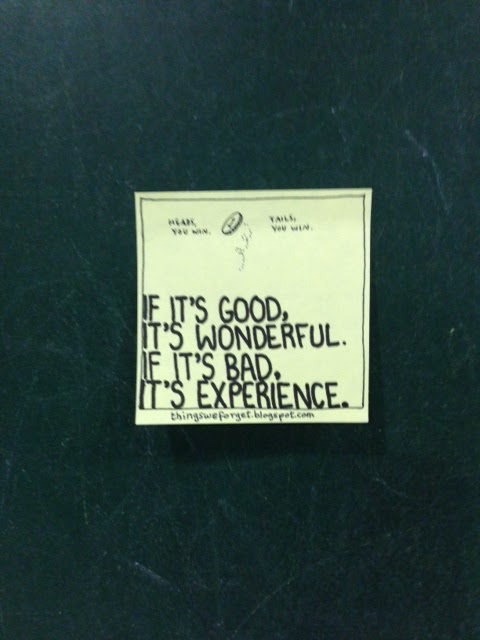 HEADS, YOU WIN.
TAILS, YOU WIN.
IF IT'S GOOD,
IT'S WONDERFUL.
IF IT'S BAD,
IT'S EXPERIENCE.
thingsweforget.blogspot.com